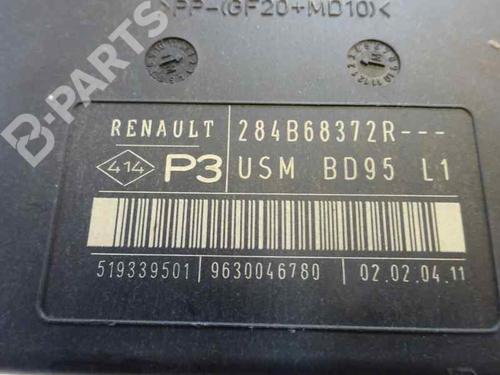 >PP-(GF20+MD10)<
B-PARTS
RENAULT 284B68372R---
414 P3 USM BD95 L1
519339501 9630046780 02.02.04.11